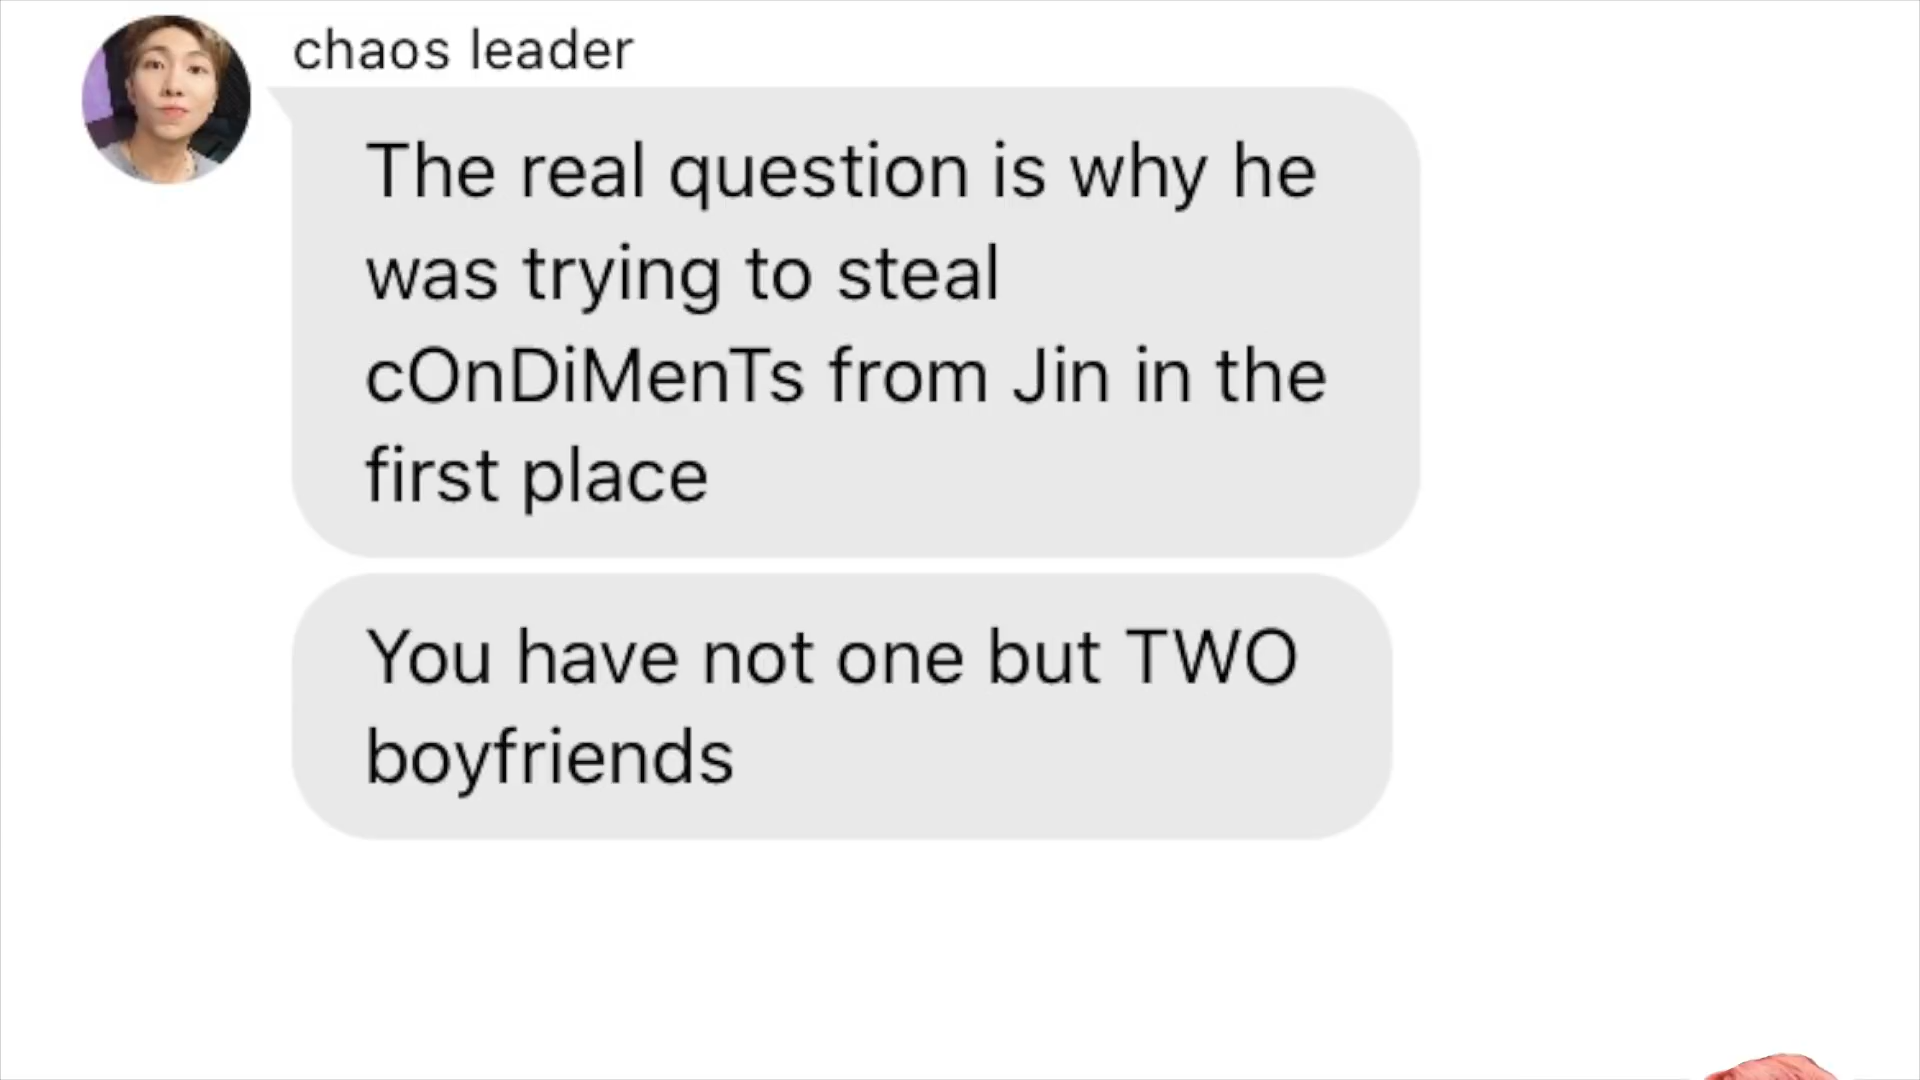 chaos leader
The real question is why he
was trying to steal
cOnDiMenTs from Jin in the
first place
You have not one but TWO
boyfriends